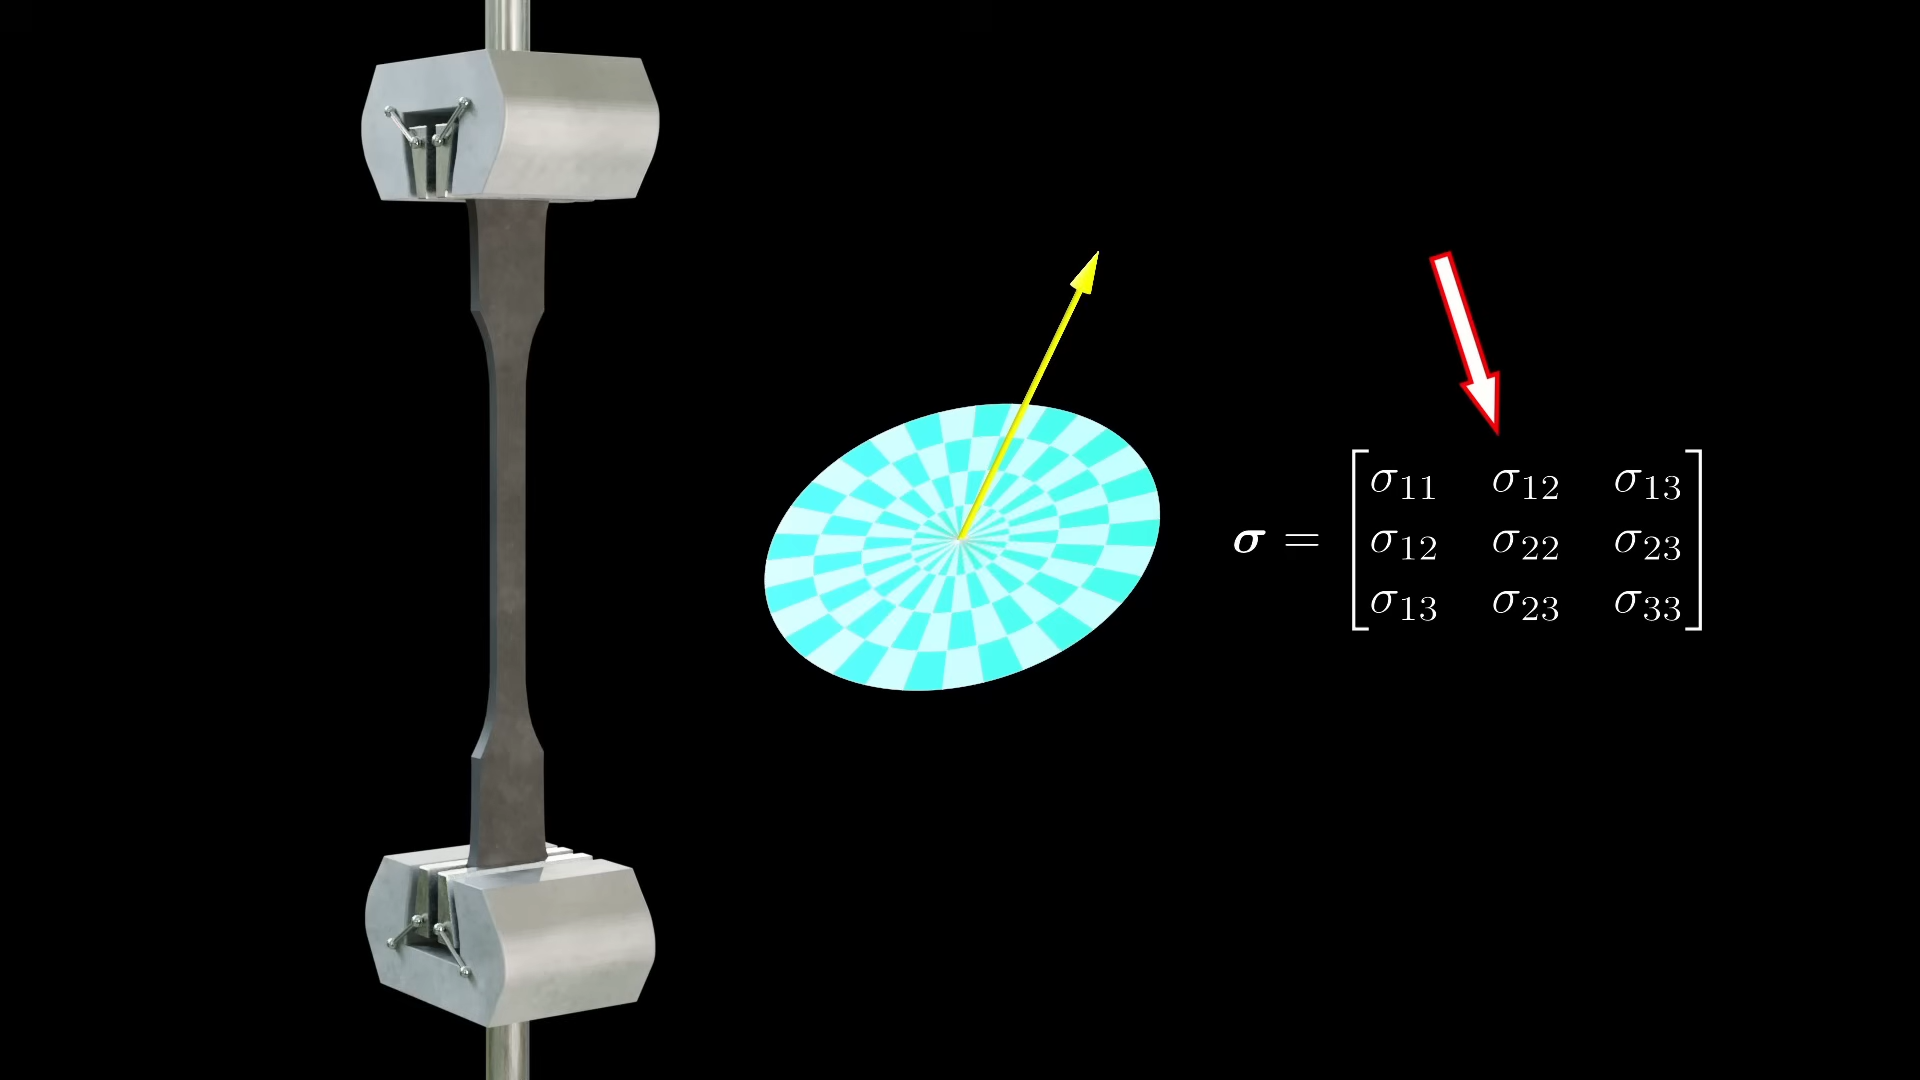 σ₁₁ σ₁₂ σ₁₃
σ = σ₁₂ σ₂₂ σ₂₃
σ₁₃ σ₂₃ σ₃₃